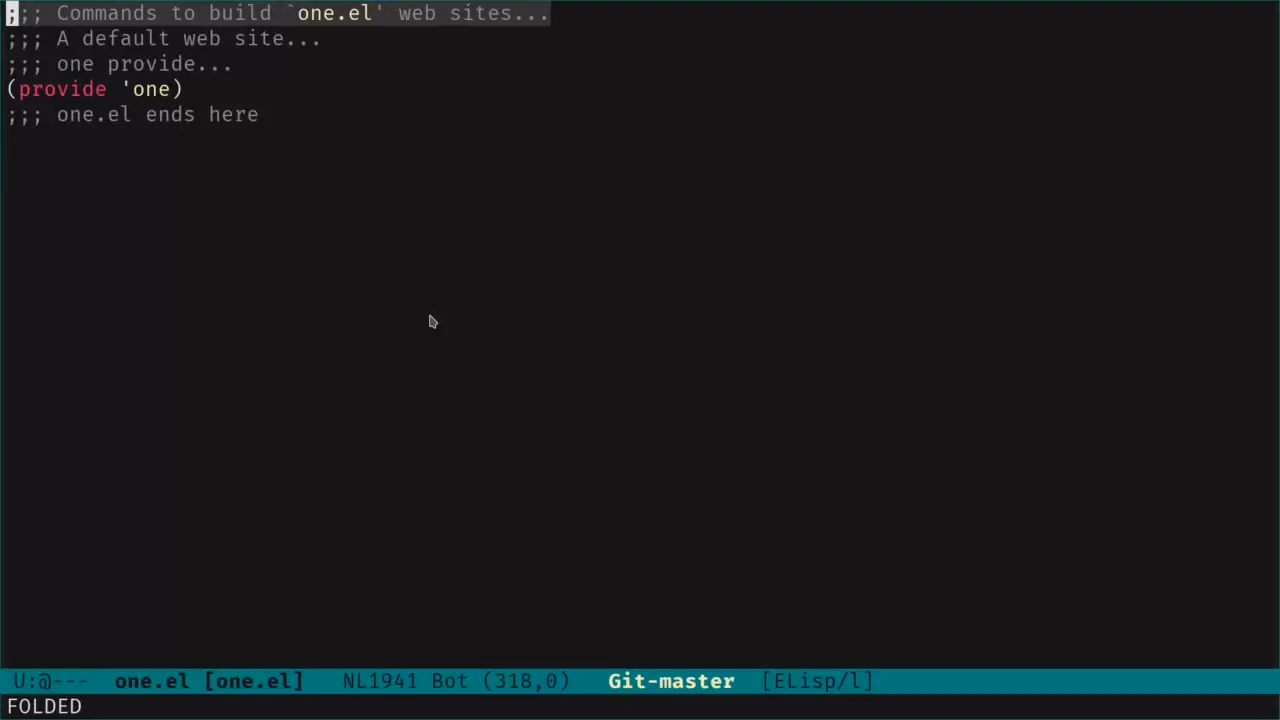 ;;; Commands to build `one.el' web sites...
;;; A default web site...
;;; one provide...
(provide 'one)
;;; one.el ends here
U:@--- one.el [one.el] NL1941 Bot (318,0) Git-master [ELisp/l]
FOLDED